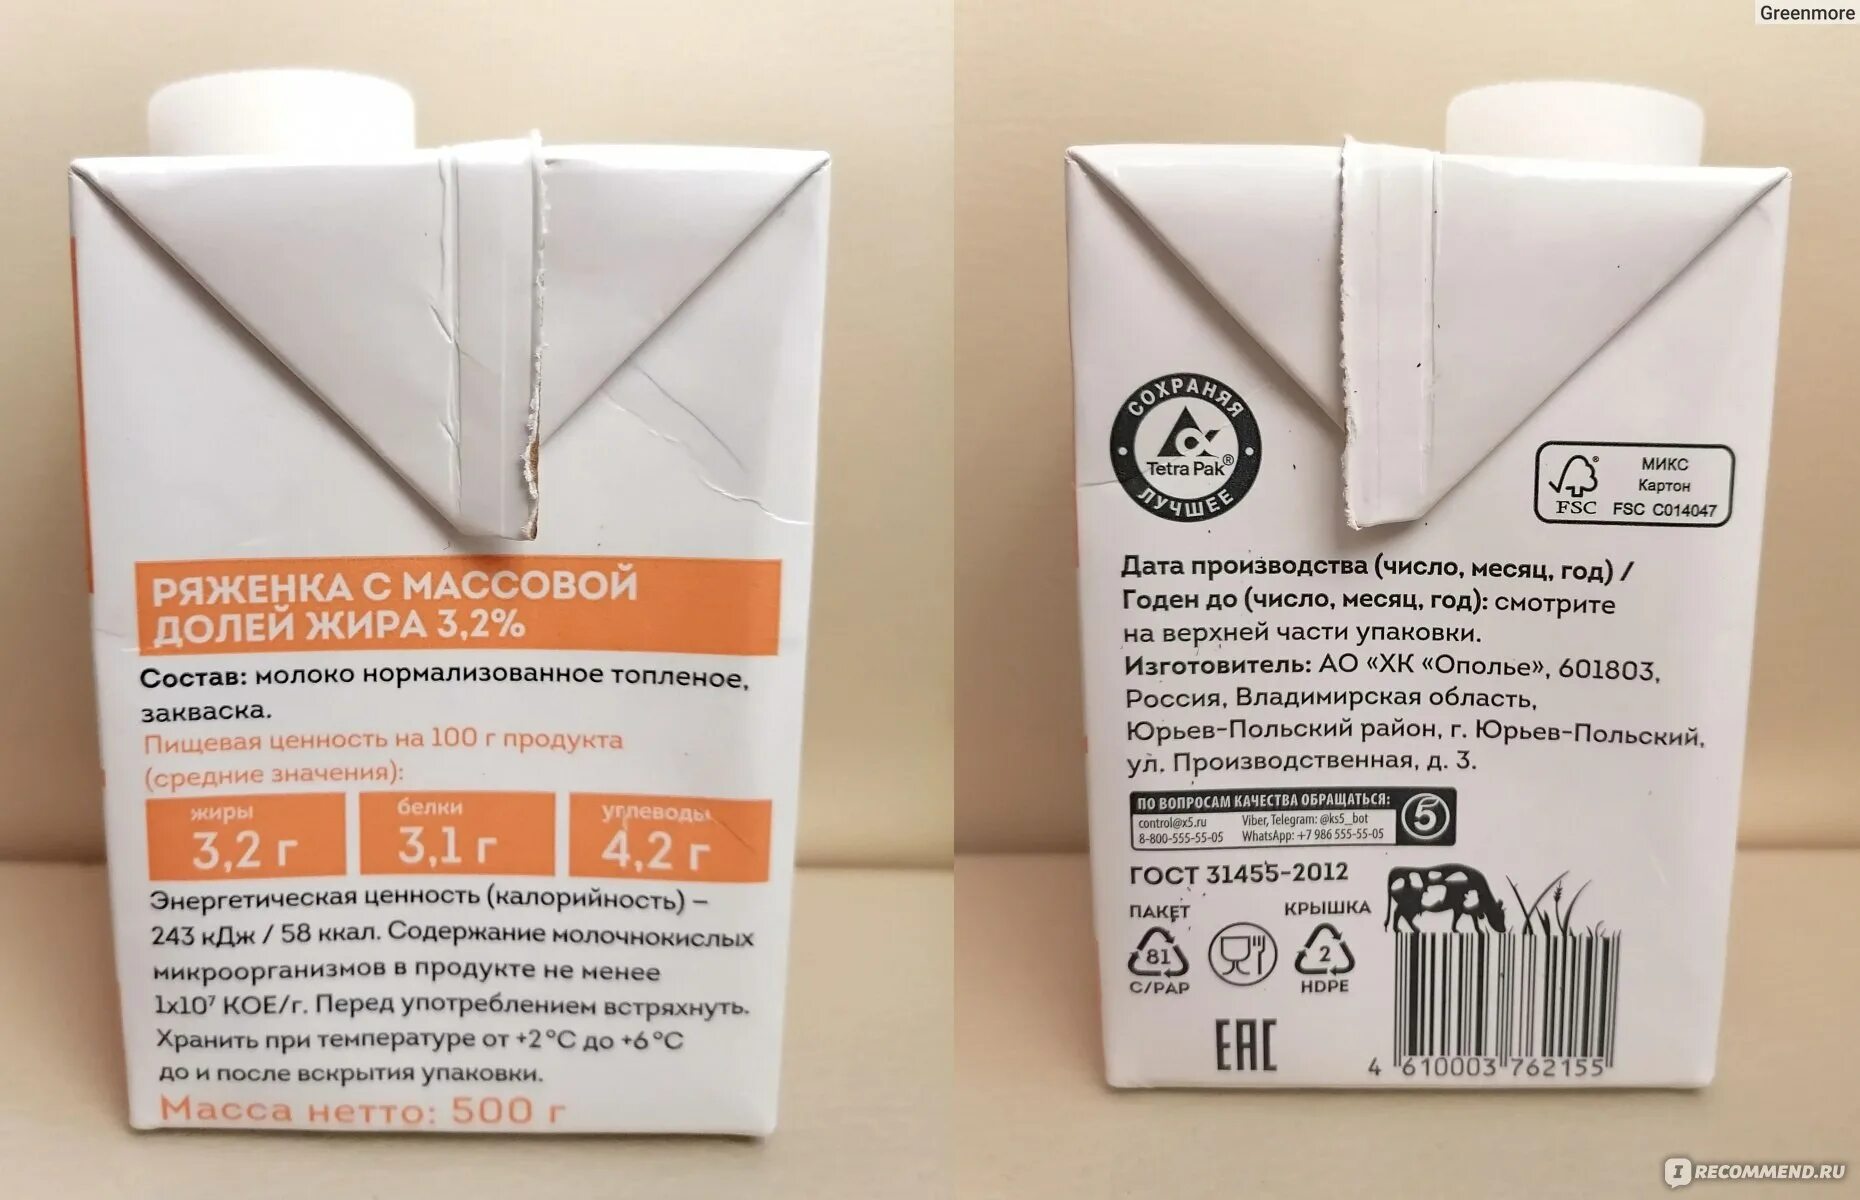 Greenmore
РЯЖЕНКА С МАССОВОЙ
ДОЛЕЙ ЖИРА 3,2%
Состав: молоко нормализованное топленое,
закваска.
Пищевая ценность на 100 г продукта
(средние значения):
жиры
3,2 г
белки
3,1 г
углеводы
4,2 г
Энергетическая ценность (калорийность) –
243 кДж / 58 ккал. Содержание молочнокислых
микроорганизмов в продукте не менее
1x10⁷ КОЕ/г. Перед употреблением встряхнуть.
Хранить при температуре от +2°С до +6°С
до и после вскрытия упаковки.
Масса нетто: 500 г
СОХРАНЯЯ
Tetra Pak®
ЛУЧШЕЕ
FSC®
МИКС
Картон
FSC C014047
Дата производства (число, месяц, год) /
Годен до (число, месяц, год): смотрите
на верхней части упаковки.
Изготовитель: АО «ХК «Ополье», 601803,
Россия, Владимирская область,
Юрьев-Польский район, г. Юрьев-Польский,
ул. Производственная, д. 3.
ПО ВОПРОСАМ КАЧЕСТВА ОБРАЩАТЬСЯ:
control@x5.ru
8-800-555-55-05
Viber, Telegram: @ks5_bot
WhatsApp: +7 986 555-55-05
5
ГОСТ 31455-2012
ПАКЕТ
81
C/PAP
КРЫШКА
2
HDPE
EAC
4 610003 762155
I RECOMMEND.RU